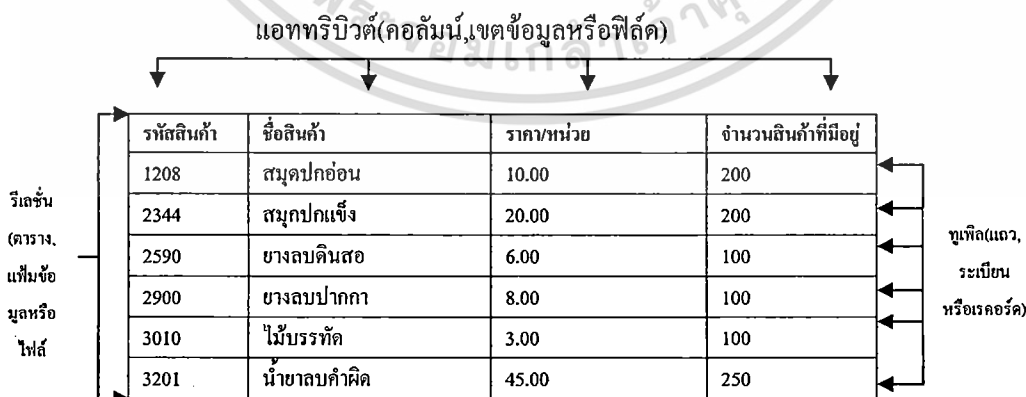 แอททริบิวต์(คอลัมน์,เขตข้อมูลหรือฟิล์ด)
รหัสสินค้า ชื่อสินค้า ราคา/หน่วย จำนวนสินค้าที่มีอยู่
1208 สมุดปกอ่อน 10.00 200
2344 สมุกปกแข็ง 20.00 200
2590 ยางลบดินสอ 6.00 100
2900 ยางลบปากกา 8.00 100
3010 ไม้บรรทัด 3.00 100
3201 น้ำยาลบคำผิด 45.00 250
รีเลชั่น
(ตาราง,
แฟ้มข้อ
มูลหรือ
ไฟล์
ทูเพิล(แถว,
ระเบียน
หรือเรคอร์ค)